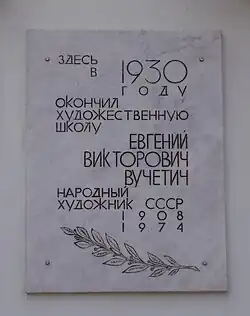 ЗДЕСЬ
В 1930
ГОДУ
ОКОНЧИЛ
ХУДОЖЕСТВЕННУЮ
ШКОЛУ
ЕВГЕНИЙ
ВИКТОРОВИЧ
ВУЧЕТИЧ
НАРОДНЫЙ
ХУДОЖНИК СССР
1908
1974